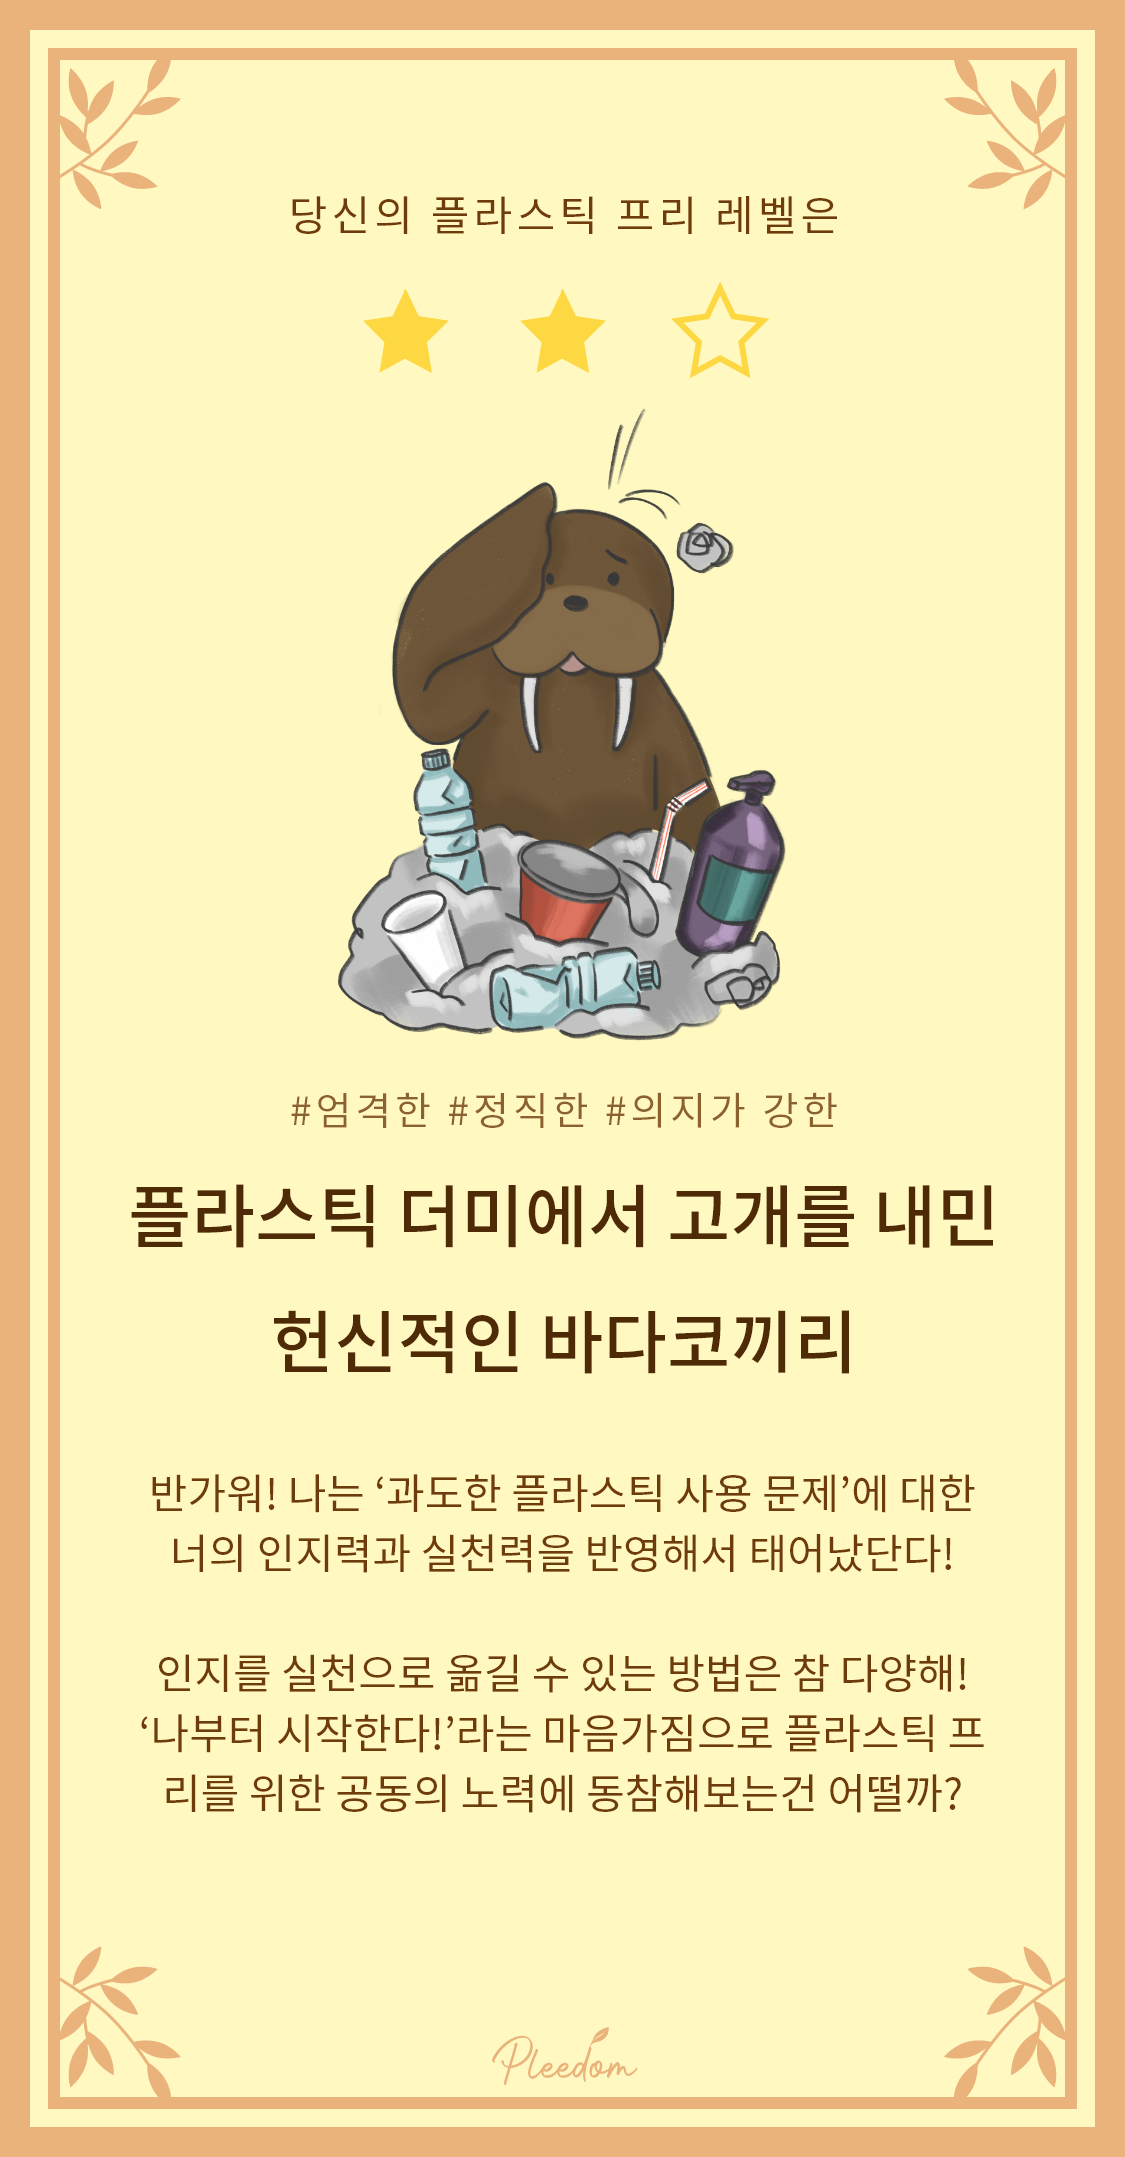 당신의 플라스틱 프리 레벨은
#엄격한 #정직한 #의지가 강한
플라스틱 더미에서 고개를 내민
헌신적인 바다코끼리
반가워! 나는 ‘과도한 플라스틱 사용 문제’에 대한
너의 인지력과 실천력을 반영해서 태어났단다!
인지를 실천으로 옮길 수 있는 방법은 참 다양해!
‘나부터 시작한다!’라는 마음가짐으로 플라스틱 프
리를 위한 공동의 노력에 동참해보는건 어떨까?
Pleedom